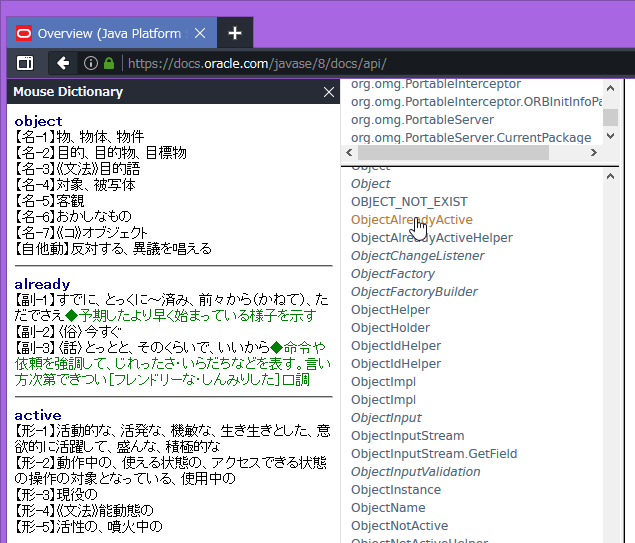 Overview (Java Platform
https://docs.oracle.com/javase/8/docs/api/
Mouse Dictionary
object
【名-1】物、物体、物件
【名-2】目的、目的物、目標物
【名-3】《文法》目的語
【名-4】対象、被写体
【名-5】客観
【名-6】おかしなもの
【名-7】《コ》オブジェクト
【自他動】反対する、異議を唱える
already
【副-1】すでに、とっくに～済み、前々から(かねて)、た
だでさえ◆予期したより早く始まっている様子を示す
【副-2】〈俗〉今すぐ
【副-3】〈話〉とっとと、そのくらいで、いいから◆命令や
依頼を強調して、じれったさ・いらだちなどを表す。言い
方次第できつい[フレンドリーな・しんみりした]口調
active
【形-1】活動的な、活発な、機敏な、生き生きとした、意
欲的に活躍して、盛んな、積極的な
【形-2】動作中の、使える状態の、アクセスできる状態
の操作の対象となっている、使用中の
【形-3】現役の
【形-4】《文法》能動態の
【形-5】活性の、噴火中の
org.omg.PortableInterceptor
org.omg.PortableInterceptor.ORBInitInfoPa
org.omg.PortableServer
org.omg.PortableServer.CurrentPackage
Object
Object
OBJECT_NOT_EXIST
ObjectAlreadyActive
ObjectAlreadyActiveHelper
ObjectChangeListener
ObjectFactory
ObjectFactoryBuilder
ObjectHelper
ObjectHolder
ObjectIdHelper
ObjectIdHelper
ObjectImpl
ObjectImpl
ObjectInput
ObjectInputStream
ObjectInputStream.GetField
ObjectInputValidation
ObjectInstance
ObjectName
ObjectNotActive
ObjectNotActiveHelper